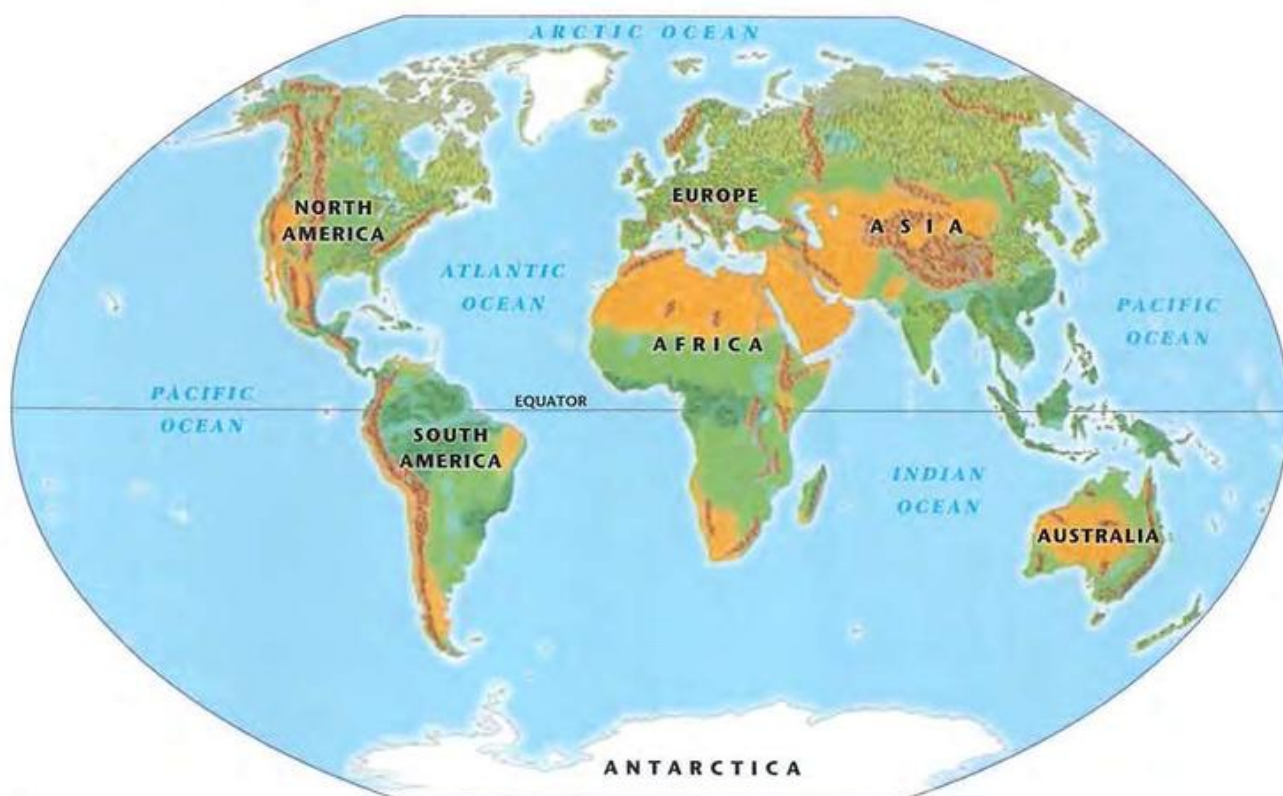 ARCTIC OCEAN
NORTH
AMERICA
EUROPE
ASIA
ATLANTIC
OCEAN
PACIFIC
OCEAN
AFRICA
PACIFIC
OCEAN
EQUATOR
SOUTH
AMERICA
INDIAN
OCEAN
AUSTRALIA
ANTARCTICA